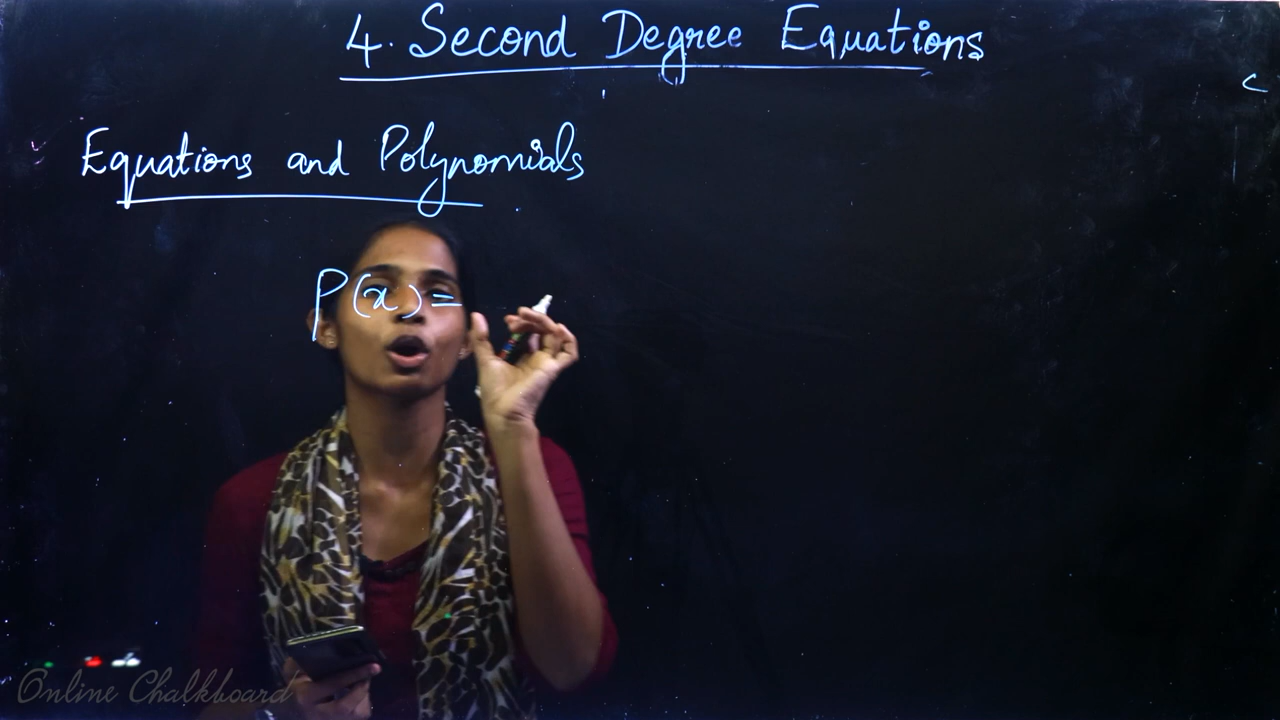 4. Second Degree Equations
Equations and Polynomials
P(x) =
Online Chalkboard